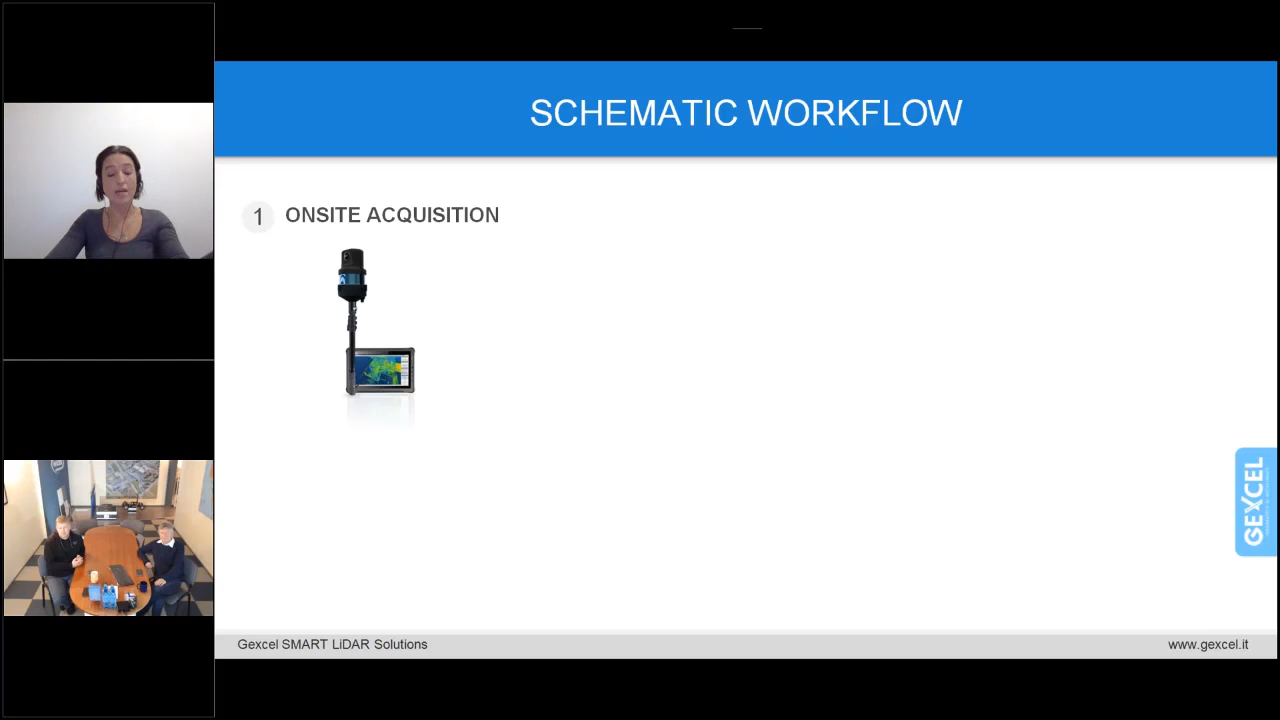 SCHEMATIC WORKFLOW
1 ONSITE ACQUISITION
GEXCEL
Gexcel SMART LiDAR Solutions
www.gexcel.it